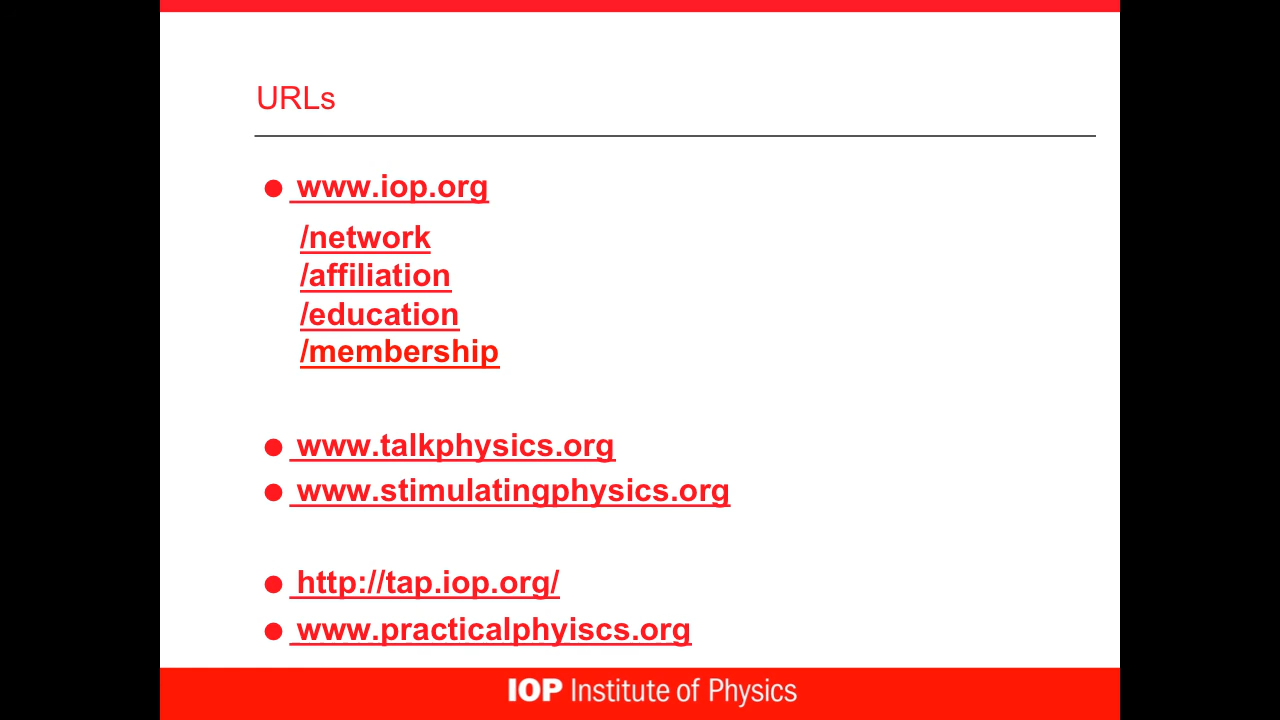 URLs
www.iop.org
/network
/affiliation
/education
/membership
www.talkphysics.org
www.stimulatingphysics.org
http://tap.iop.org/
www.practicalphyiscs.org
IOP Institute of Physics